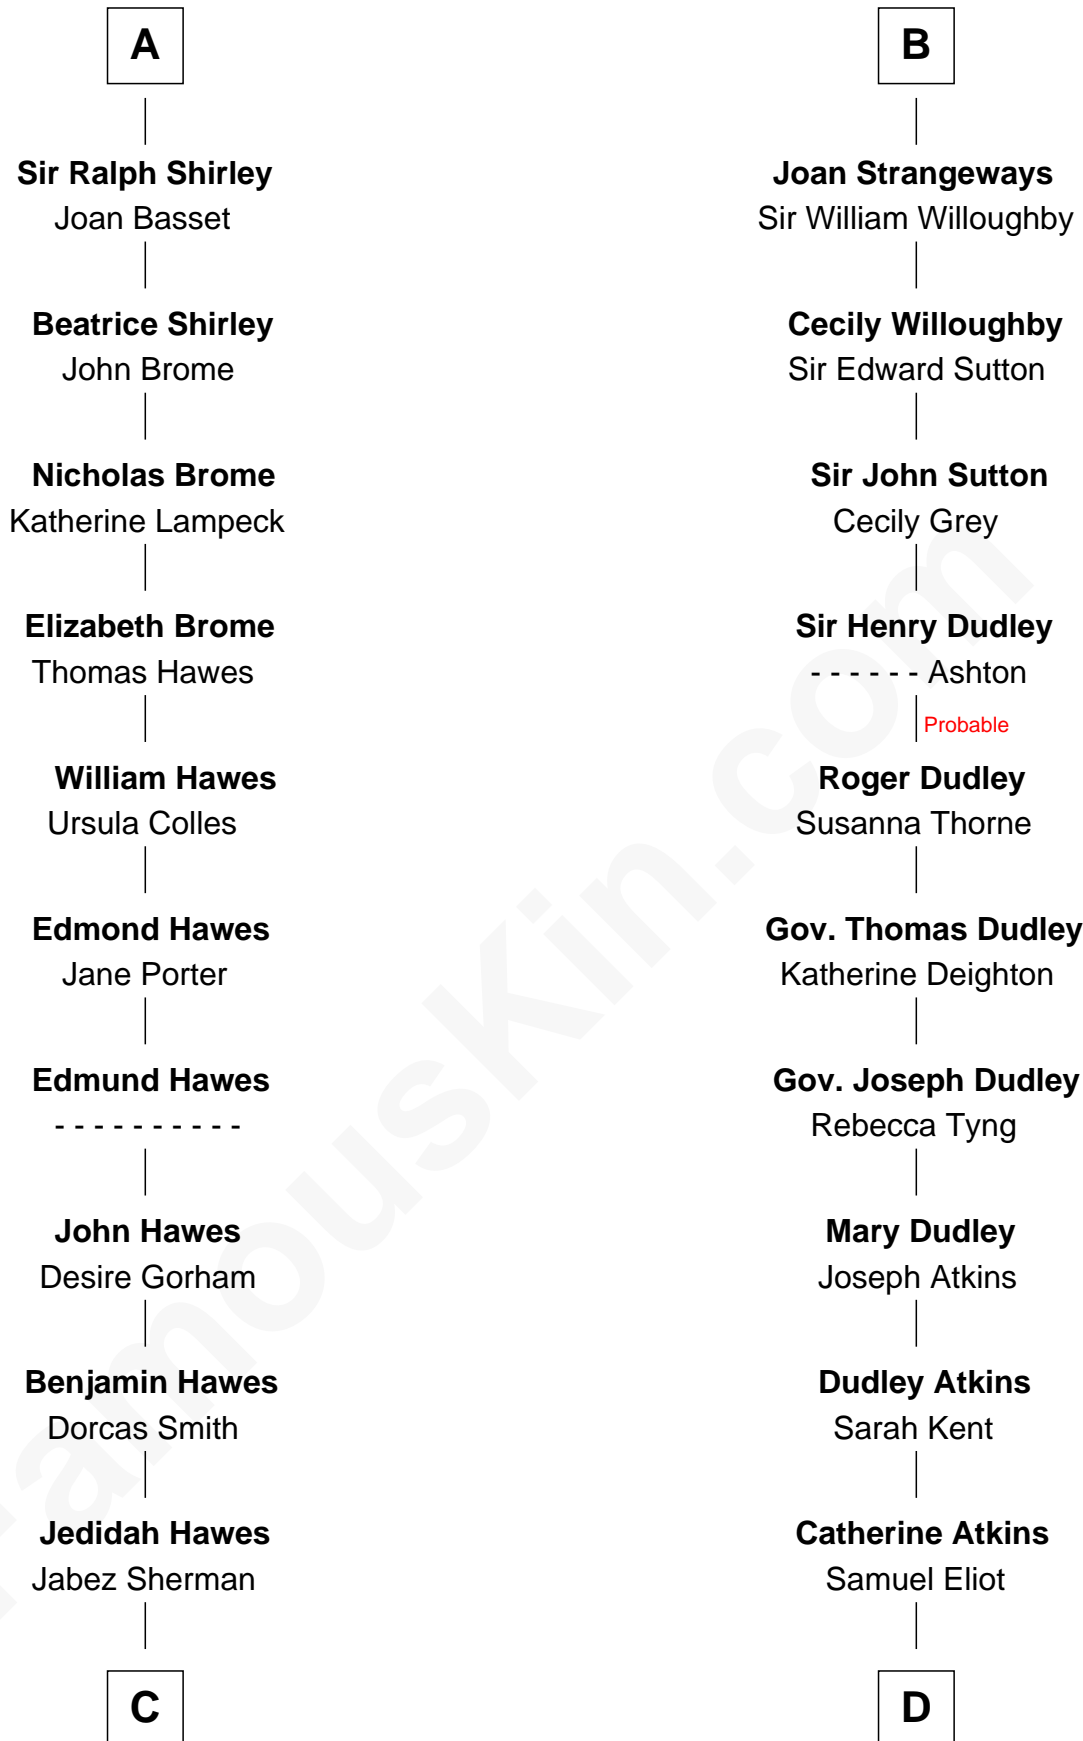 A
Sir Ralph Shirley
Joan Basset
Beatrice Shirley
John Brome
Nicholas Brome
Katherine Lampeck
Elizabeth Brome
Thomas Hawes
William Hawes
Ursula Colles
Edmond Hawes
Jane Porter
Edmund Hawes
- - - - - - - - - -
John Hawes
Desire Gorham
Benjamin Hawes
Dorcas Smith
Jedidah Hawes
Jabez Sherman
C
B
Joan Strangeways
Sir William Willoughby
Cecily Willoughby
Sir Edward Sutton
Sir John Sutton
Cecily Grey
Sir Henry Dudley
- - - - - - Ashton
Probable
Roger Dudley
Susanna Thorne
Gov. Thomas Dudley
Katherine Deighton
Gov. Joseph Dudley
Rebecca Tyng
Mary Dudley
Joseph Atkins
Dudley Atkins
Sarah Kent
Catherine Atkins
Samuel Eliot
D
FamousKin.com